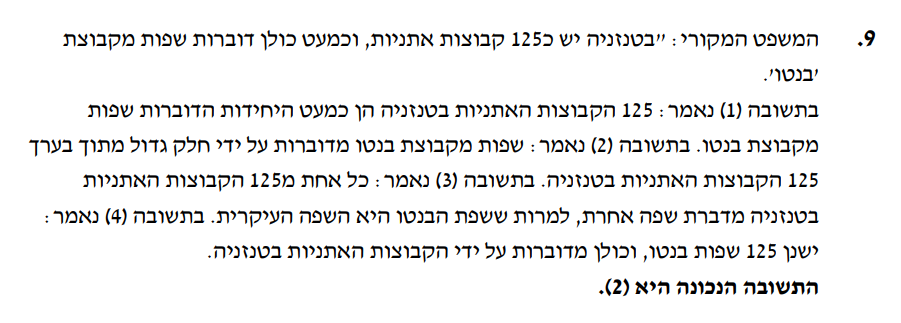 9. המשפט המקורי: "בטנזניה יש כ125 קבוצות אתניות, וכמעט כולן דוברות שפות מקבוצת
'בנטו'.
בתשובה (1) נאמר: 125 הקבוצות האתניות בטנזניה הן כמעט היחידות הדוברות שפות
מקבוצת בנטו. בתשובה (2) נאמר: שפות מקבוצת בנטו מדוברות על ידי חלק גדול מתוך בערך
125 הקבוצות האתניות בטנזניה. בתשובה (3) נאמר: כל אחת מ125 הקבוצות האתניות
בטנזניה מדברת שפה אחרת, למרות ששפת הבנטו היא השפה העיקרית. בתשובה (4) נאמר:
ישנן 125 שפות בנטו, וכולן מדוברות על ידי הקבוצות האתניות בטנזניה.
התשובה הנכונה היא (2).